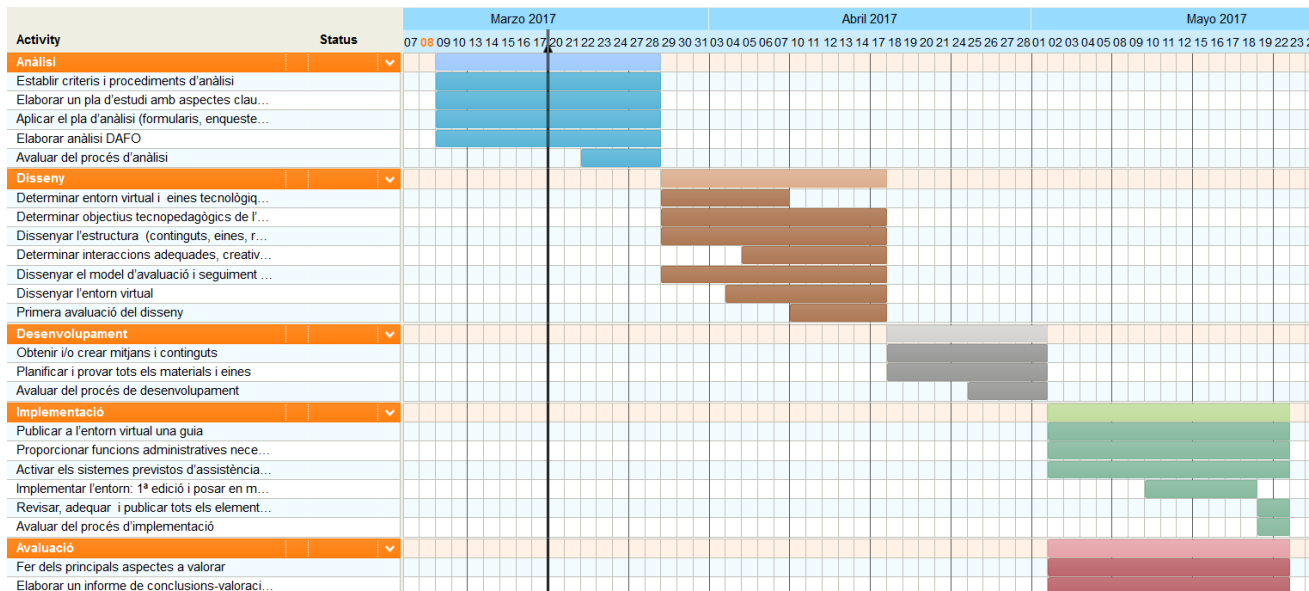 Marzo 2017 Abril 2017 Mayo 2017
Activity Status 07 08 09 10 13 14 15 16 17 20 21 22 23 24 27 28 29 30 31 03 04 05 06 07 10 11 12 13 14 17 18 19 20 21 24 25 26 27 28 01 02 03 04 05 08 09 10 11 12 15 16 17 18 19 22 23
Anàlisi
Establir criteris i procediments d'anàlisi
Elaborar un pla d'estudi amb aspectes clau…
Aplicar el pla d'anàlisi (formularis, enqueste…
Elaborar anàlisi DAFO
Avaluar del procés d'anàlisi
Disseny
Determinar entorn virtual i eines tecnològiq…
Determinar objectius tecnopedagògics de l'…
Dissenyar l'estructura (continguts, eines, r…
Determinar interaccions adequades, creativ…
Dissenyar el model d'avaluació i seguiment …
Dissenyar l'entorn virtual
Primera avaluació del disseny
Desenvolupament
Obtenir i/o crear mitjans i continguts
Planificar i provar tots els materials i eines
Avaluar del procés de desenvolupament
Implementació
Publicar a l'entorn virtual una guia
Proporcionar funcions administratives nece…
Activar els sistemes previstos d'assistència…
Implementar l'entorn: 1ª edició i posar en m…
Revisar, adequar i publicar tots els element…
Avaluar del procés d'implementació
Avaluació
Fer dels principals aspectes a valorar
Elaborar un informe de conclusions-valoraci…